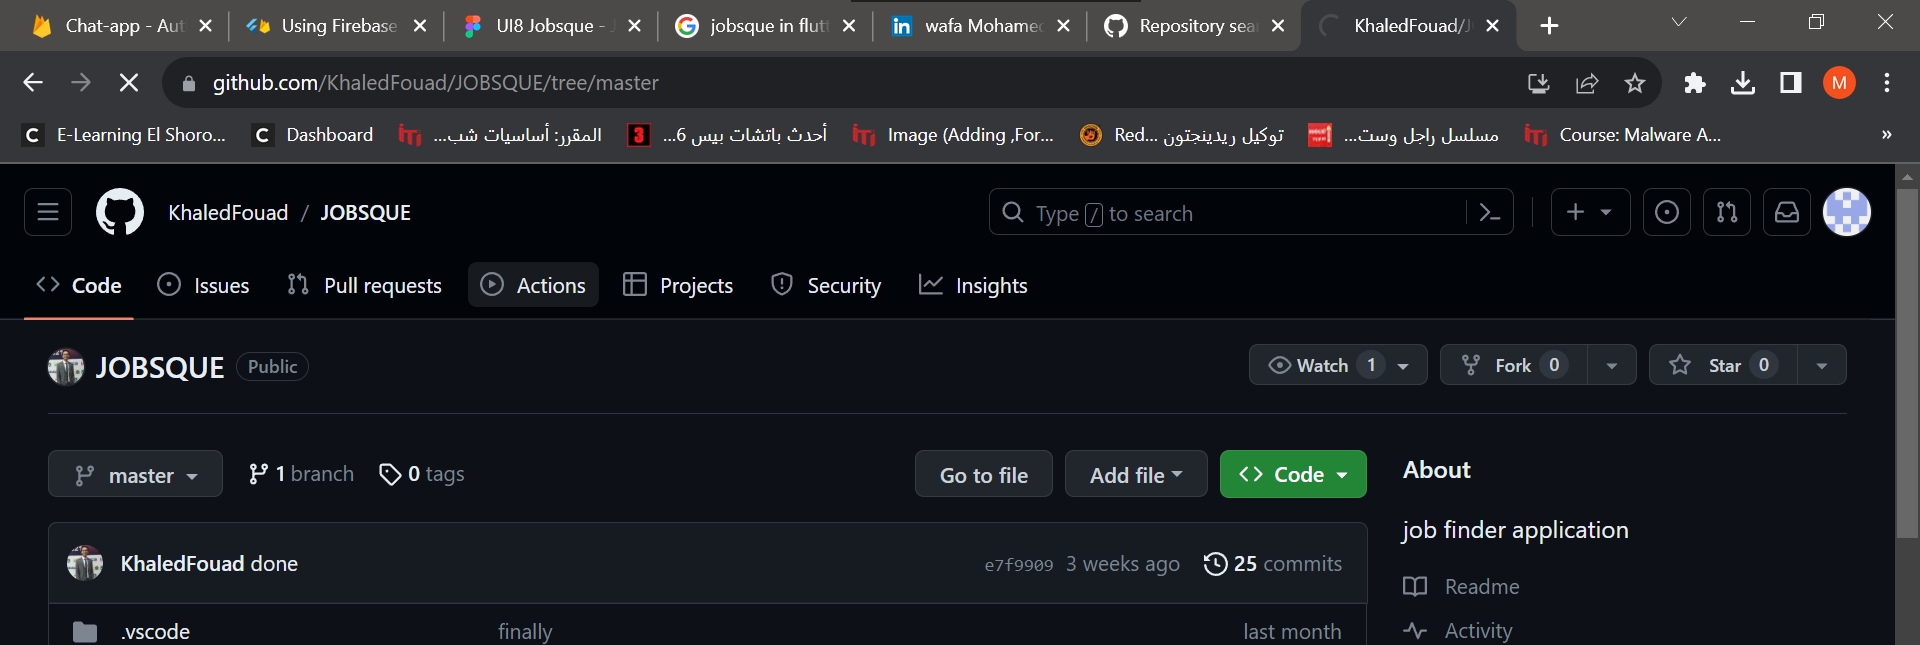 Chat-app - Aut
Using Firebase
UI8 Jobsque - J
jobsque in flutt
wafa Mohamed
Repository sear
KhaledFouad/J
github.com/KhaledFouad/JOBSQUE/tree/master
M
E-Learning El Shoro...
Dashboard
المقرر: أساسيات شب...
أحدث باتشات بيس 6...
Image (Adding ,For...
توكيل ريدينجتون Red...
مسلسل راجل وست...
Course: Malware A...
»
KhaledFouad / JOBSQUE
Type / to search
Code
Issues
Pull requests
Actions
Projects
Security
Insights
JOBSQUE Public
Watch 1
Fork 0
Star 0
master
1 branch
0 tags
Go to file
Add file
Code
About
job finder application
KhaledFouad done
e7f9909 3 weeks ago
25 commits
Readme
.vscode
finally
last month
Activity